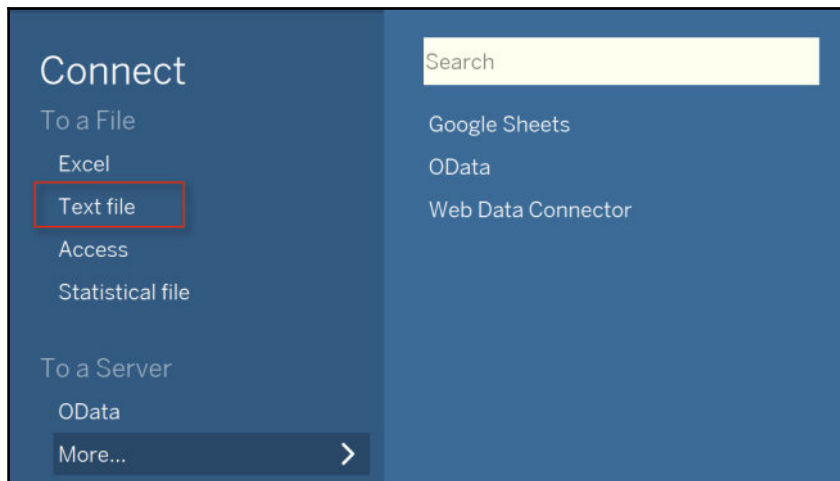 Connect
To a File
Excel
Text file
Access
Statistical file
To a Server
OData
More...
Search
Google Sheets
OData
Web Data Connector